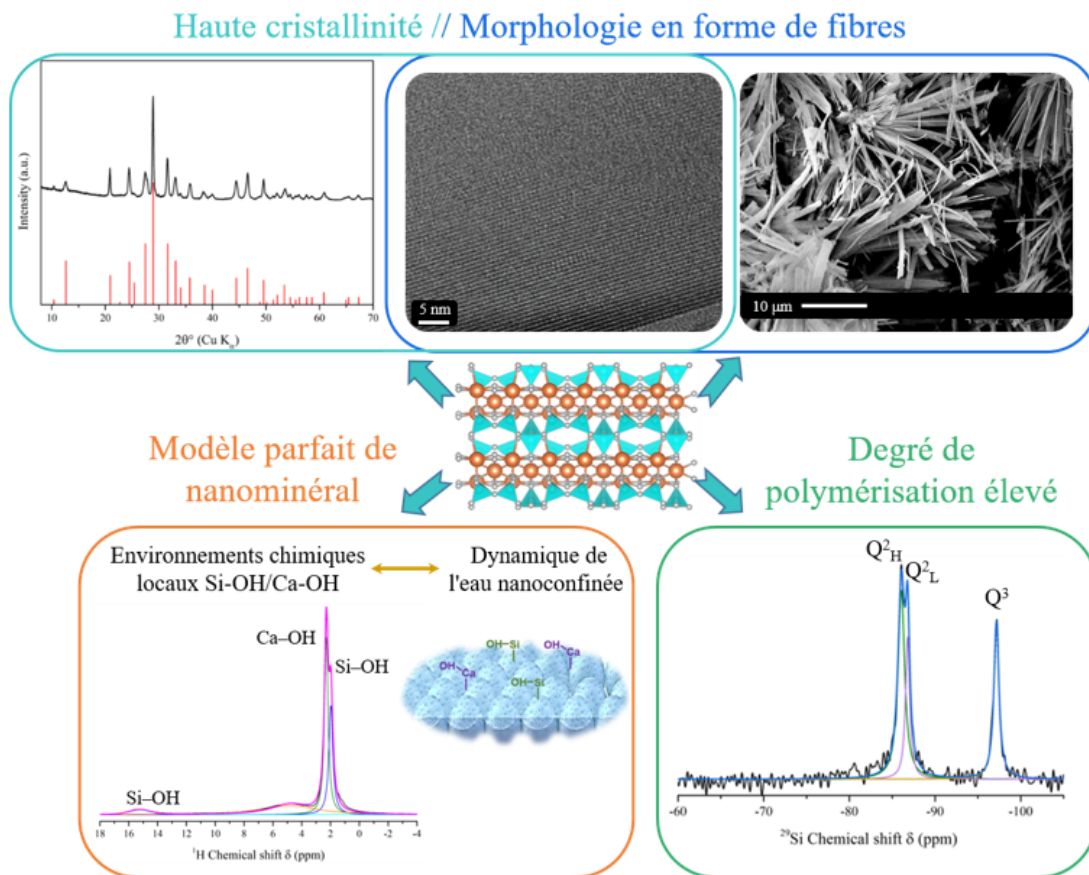 Haute cristallinité // Morphologie en forme de fibres
Intensity (a.u.)
10 20 30 40 50 60 70
2θ° (Cu Kα)
5 nm
10 µm
Modèle parfait de
nanominéral
Degré de
polymérisation élevé
Environnements chimiques
locaux Si-OH/Ca-OH
Dynamique de
l'eau nanoconfinée
Ca–OH
Si–OH
Si–OH
18 16 14 12 10 8 6 4 2 0 -2 -4
¹H Chemical shift δ (ppm)
OH-Si
OH
Ca
OH
Ca
OH-Si
Q²H
Q²L
Q³
-60 -70 -80 -90 -100
²⁹Si Chemical shift δ (ppm)